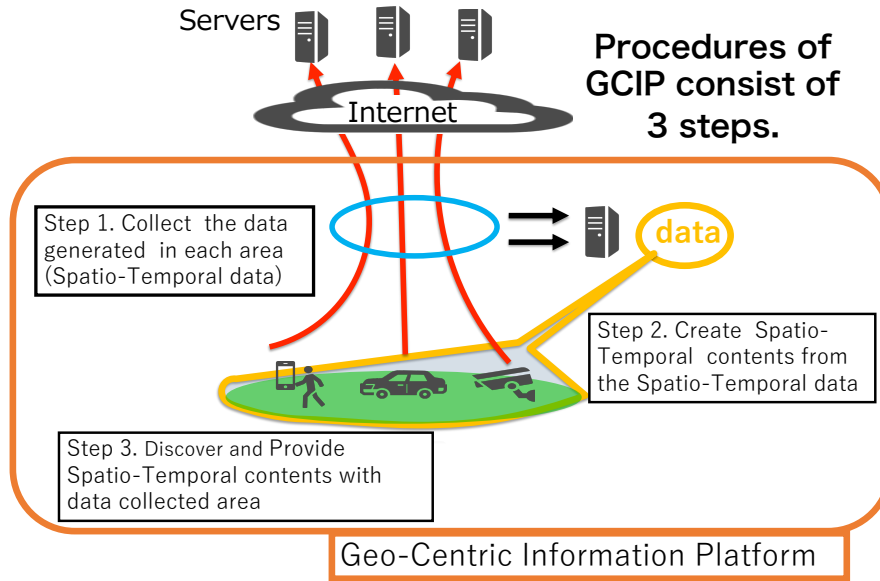 Servers
Procedures of
GCIP consist of
3 steps.
Internet
Step 1. Collect the data
generated in each area
(Spatio-Temporal data)
data
Step 2. Create Spatio-
Temporal contents from
the Spatio-Temporal data
Step 3. Discover and Provide
Spatio-Temporal contents with
data collected area
Geo-Centric Information Platform